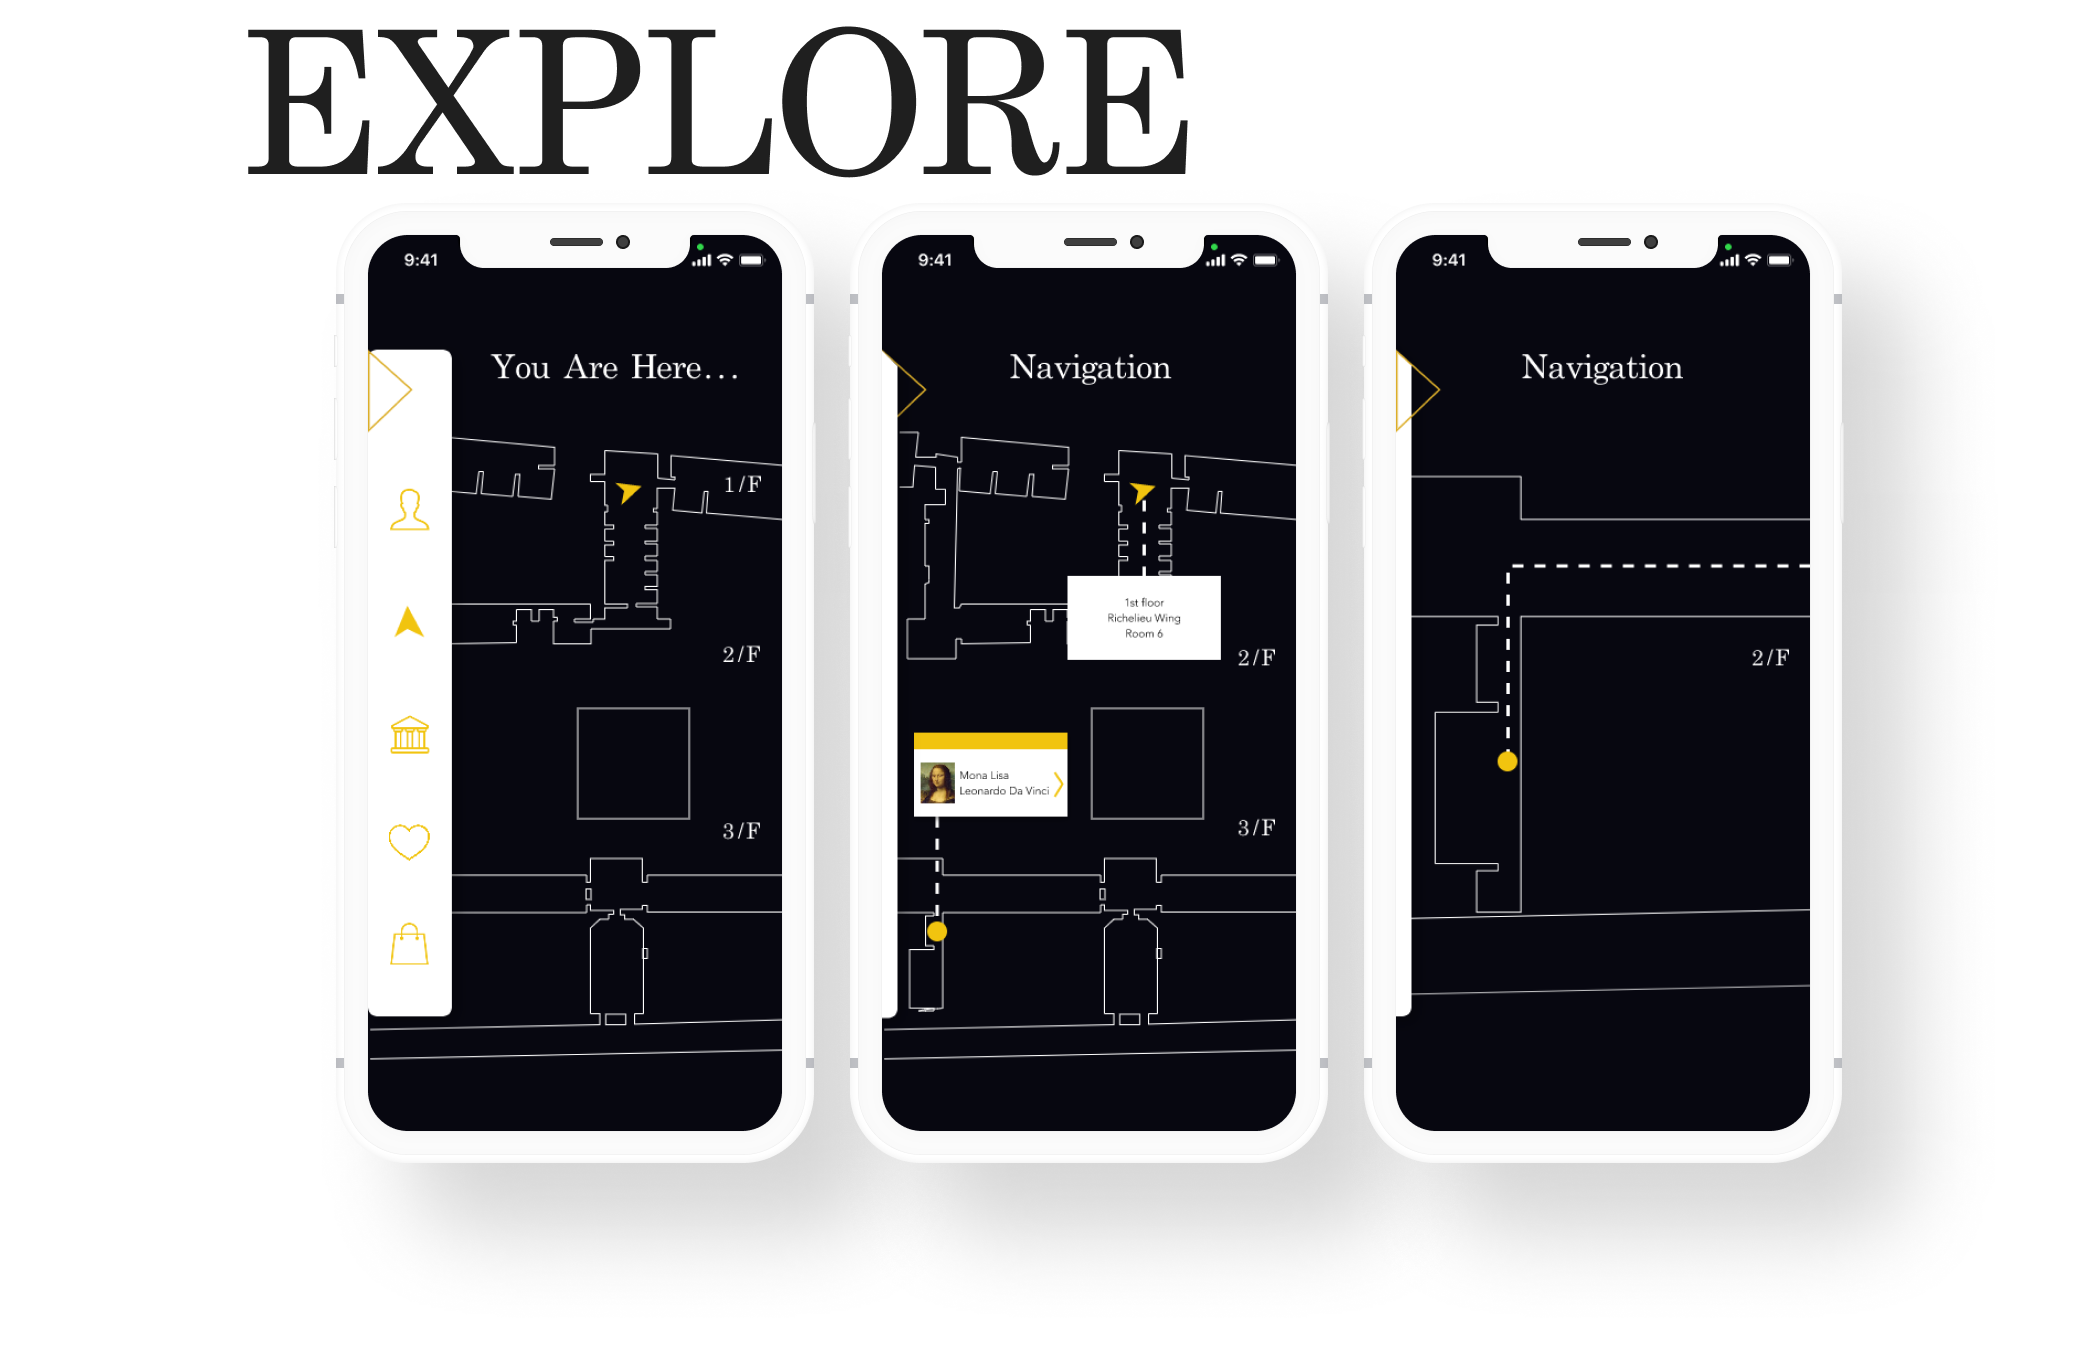 EXPLORE
9:41
You Are Here...
1/F
2/F
3/F
9:41
Navigation
1st floor
Richelieu Wing
Room 6
2/F
Mona Lisa
Leonardo Da Vinci
3/F
9:41
Navigation
2/F